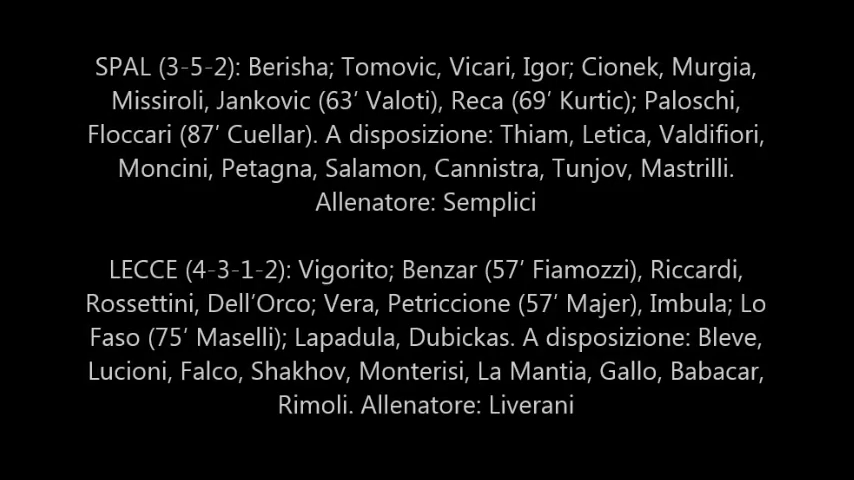 SPAL (3-5-2): Berisha; Tomovic, Vicari, Igor; Cionek, Murgia,
Missiroli, Jankovic (63’ Valoti), Reca (69’ Kurtic); Paloschi,
Floccari (87’ Cuellar). A disposizione: Thiam, Letica, Valdifiori,
Moncini, Petagna, Salamon, Cannistra, Tunjov, Mastrilli.
Allenatore: Semplici
LECCE (4-3-1-2): Vigorito; Benzar (57’ Fiamozzi), Riccardi,
Rossettini, Dell’Orco; Vera, Petriccione (57’ Majer), Imbula; Lo
Faso (75’ Maselli); Lapadula, Dubickas. A disposizione: Bleve,
Lucioni, Falco, Shakhov, Monterisi, La Mantia, Gallo, Babacar,
Rimoli. Allenatore: Liverani